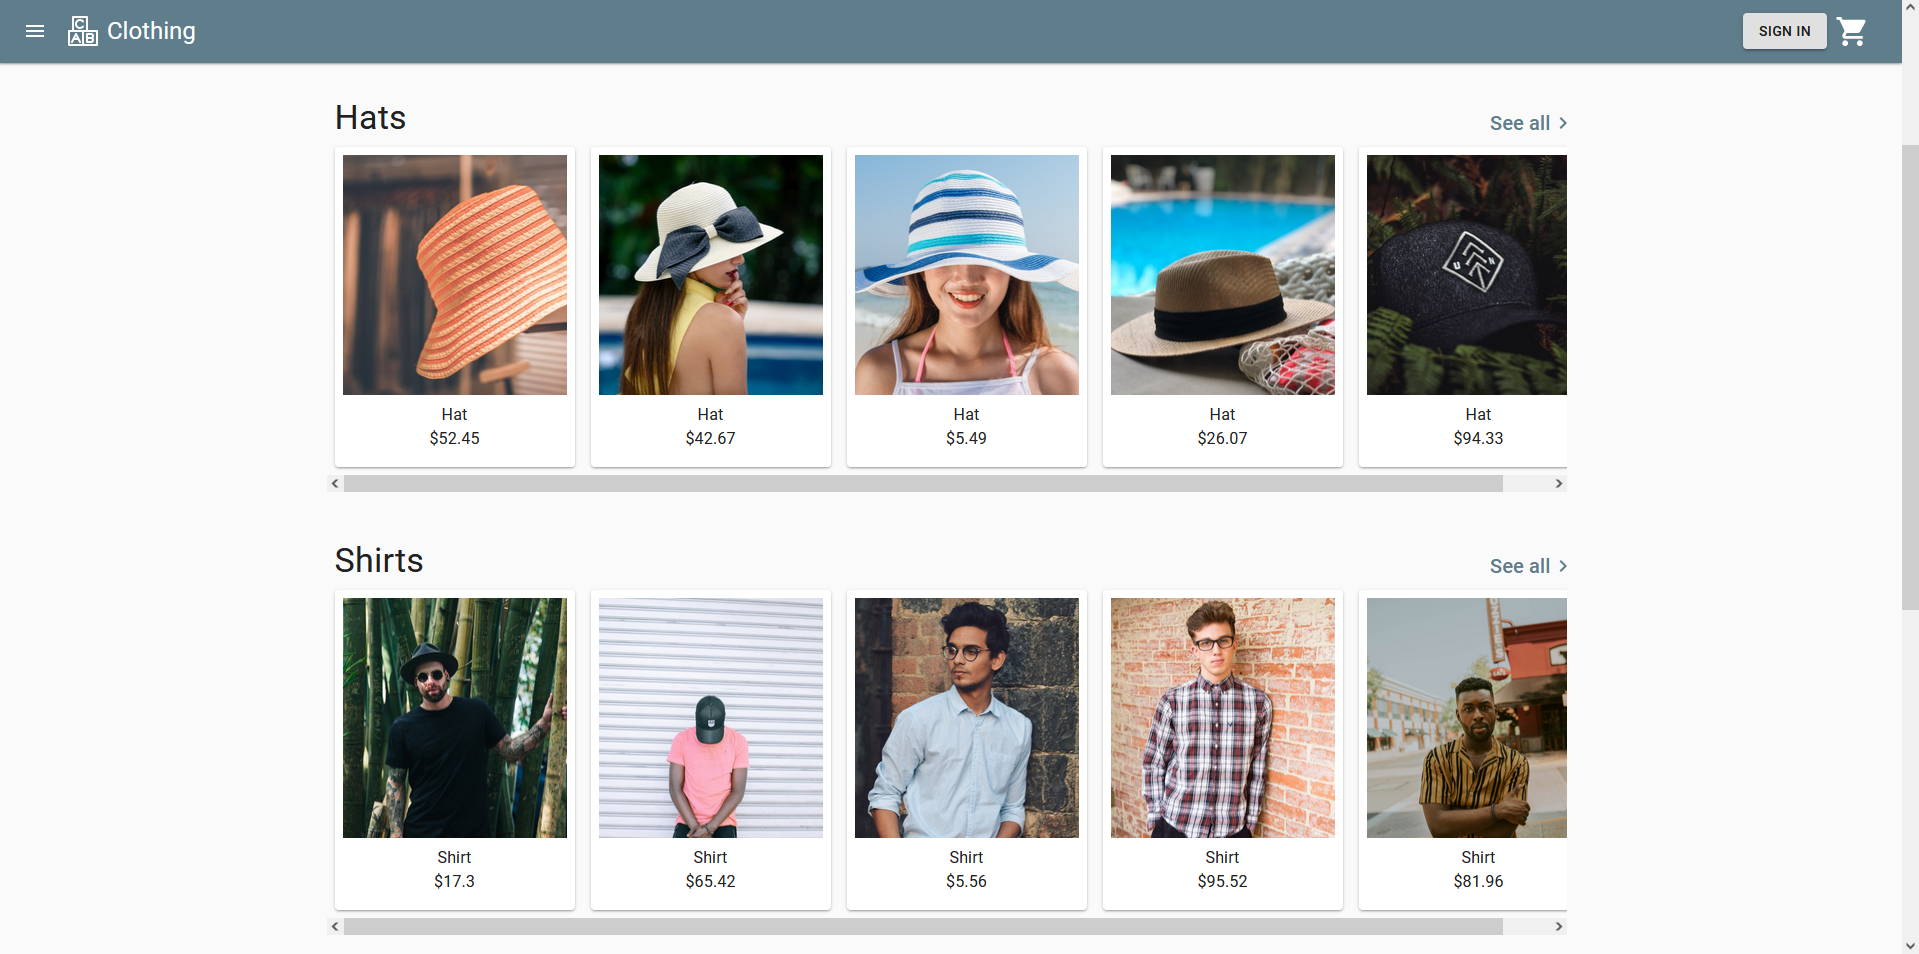 CAB Clothing
SIGN IN
Hats
See all
Hat
$52.45
Hat
$42.67
Hat
$5.49
Hat
$26.07
Hat
$94.33
Shirts
See all
Shirt
$17.3
Shirt
$65.42
Shirt
$5.56
Shirt
$95.52
Shirt
$81.96